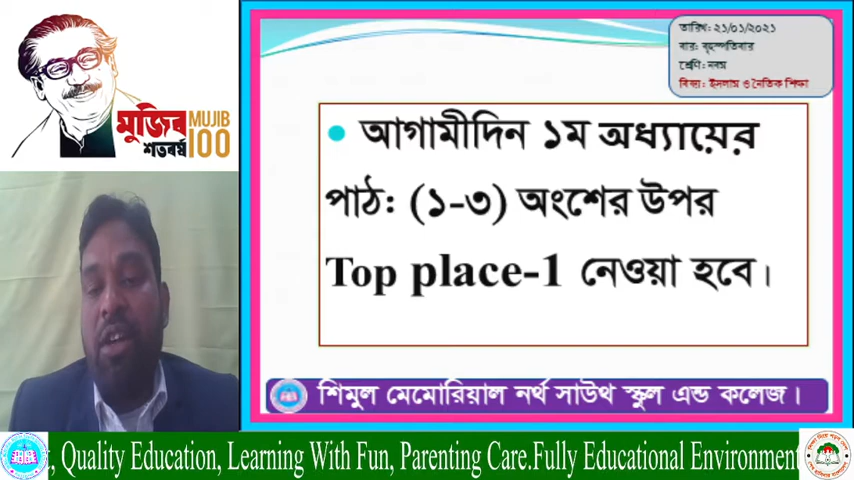 মুজিব MUJIB
শতবর্ষ 100
তারিখ: ২১/০১/২০২১
বার: বৃহস্পতিবার
শ্রেণি: নবম
বিষয়: ইসলাম ও নৈতিক শিক্ষা
আগামীদিন ১ম অধ্যায়ের
পাঠ: (১-৩) অংশের উপর
Top place-1 নেওয়া হবে।
শিমুল মেমোরিয়াল নর্থ সাউথ স্কুল এন্ড কলেজ।
, Quality Education, Learning With Fun, Parenting Care.Fully Educational Environment